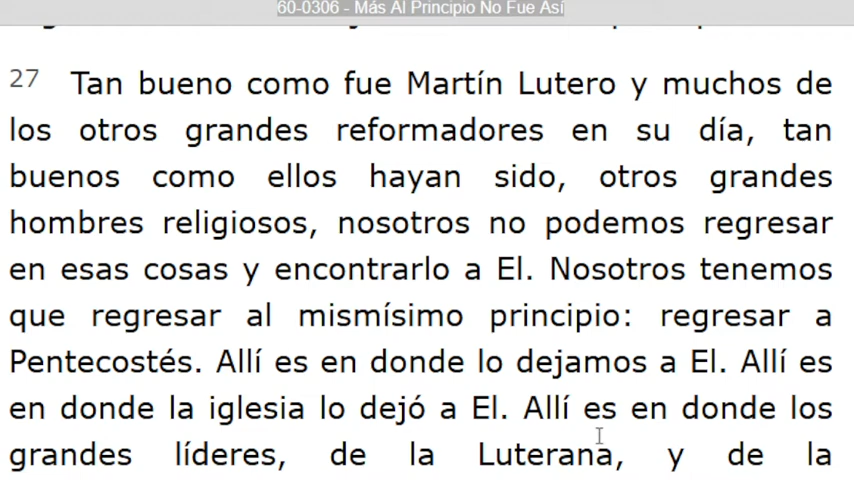 60-0306 - Más Al Principio No Fue Así
27 Tan bueno como fue Martín Lutero y muchos de
los otros grandes reformadores en su día, tan
buenos como ellos hayan sido, otros grandes
hombres religiosos, nosotros no podemos regresar
en esas cosas y encontrarlo a El. Nosotros tenemos
que regresar al mismísimo principio: regresar a
Pentecostés. Allí es en donde lo dejamos a El. Allí es
en donde la iglesia lo dejó a El. Allí es en donde los
grandes líderes, de la Luterana, y de la